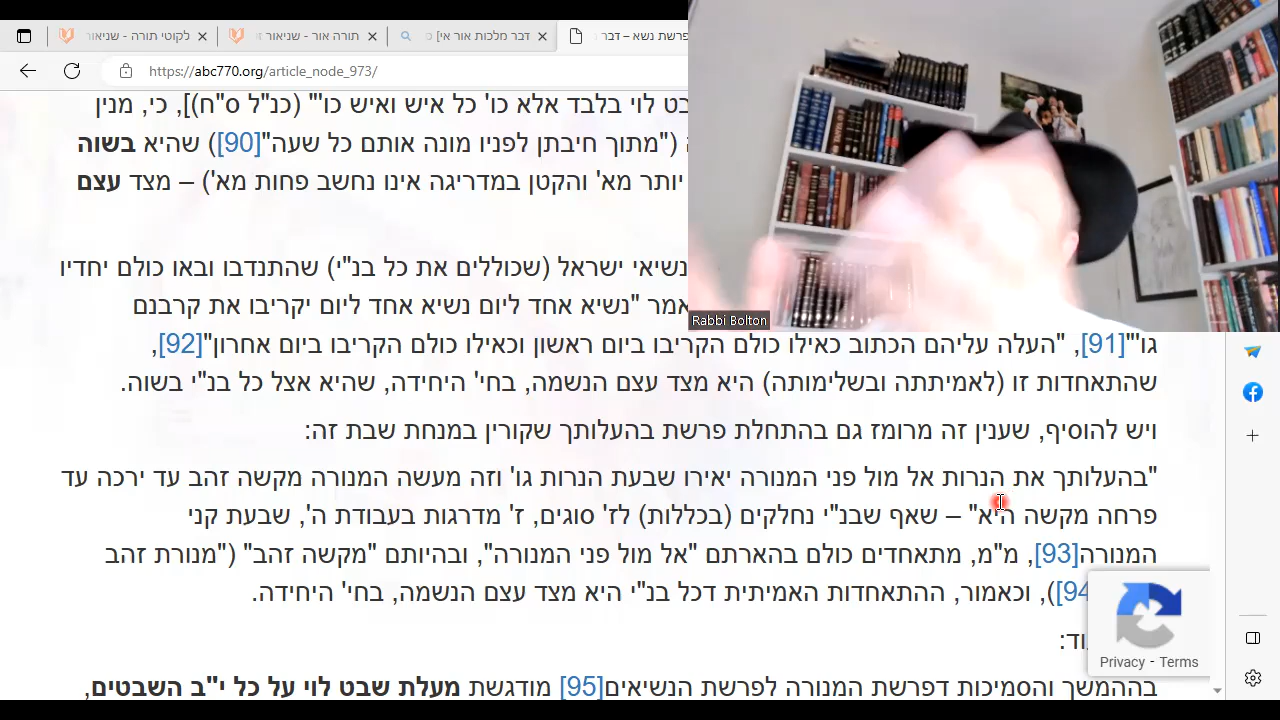 לקוטי תורה - שניאור
תורה אור - שניאור
דבר מלכות אור אין
פרשת נשא – דבר
https://abc770.org/article_node_973/
בט לוי בלבד אלא כו' כל איש ואיש כו'" (כנ"ל ס"ח)], כי, מנין
ה ("מתוך חיבתן לפניו מונה אותם כל שעה"[90]) שהיא בשוה
יותר מא' והקטן במדריגה אינו נחשב פחות מא') – מצד עצם
נשיאי ישראל (שכוללים את כל בנ"י) שהתנדבו ובאו כולם יחדיו
אמר "נשיא אחד ליום נשיא אחד ליום יקריבו את קרבנם
גו'"[91], "העלה עליהם הכתוב כאילו כולם הקריבו ביום ראשון וכאילו כולם הקריבו ביום אחרון"[92],
שהתאחדות זו (לאמיתתה ובשלימותה) היא מצד עצם הנשמה, בחי' היחידה, שהיא אצל כל בנ"י בשוה.
ויש להוסיף, שענין זה מרומז גם בהתחלת פרשת בהעלותך שקורין במנחת שבת זה:
"בהעלותך את הנרות אל מול פני המנורה יאירו שבעת הנרות גו' וזה מעשה המנורה מקשה זהב עד ירכה עד
פרחה מקשה היא" – שאף שבנ"י נחלקים (בכללות) לז' סוגים, ז' מדרגות בעבודת ה', שבעת קני
המנורה[93], מ"מ, מתאחדים כולם בהארתם "אל מול פני המנורה", ובהיותם "מקשה זהב" ("מנורת זהב
94), וכאמור, ההתאחדות האמיתית דכל בנ"י היא מצד עצם הנשמה, בחי' היחידה.
וד:
בההמשך והסמיכות דפרשת המנורה לפרשת הנשיאים[95] מודגשת מעלת שבט לוי על כל י"ב השבטים,
Rabbi Bolton
Privacy - Terms